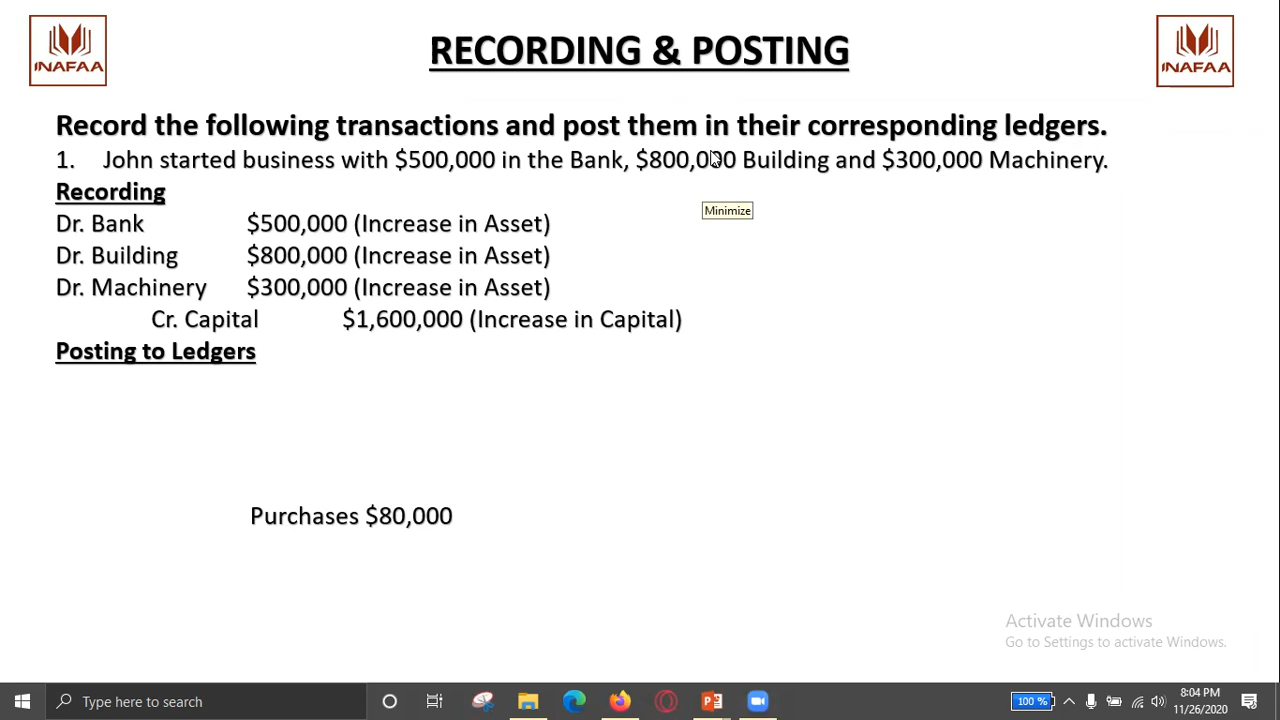 INAFAA
RECORDING & POSTING
INAFAA
Record the following transactions and post them in their corresponding ledgers.
1. John started business with $500,000 in the Bank, $800,000 Building and $300,000 Machinery.
Recording
Minimize
Dr. Bank $500,000 (Increase in Asset)
Dr. Building $800,000 (Increase in Asset)
Dr. Machinery $300,000 (Increase in Asset)
Cr. Capital $1,600,000 (Increase in Capital)
Posting to Ledgers
Purchases $80,000
Activate Windows
Go to Settings to activate Windows.
Type here to search
100 %
8:04 PM
11/26/2020